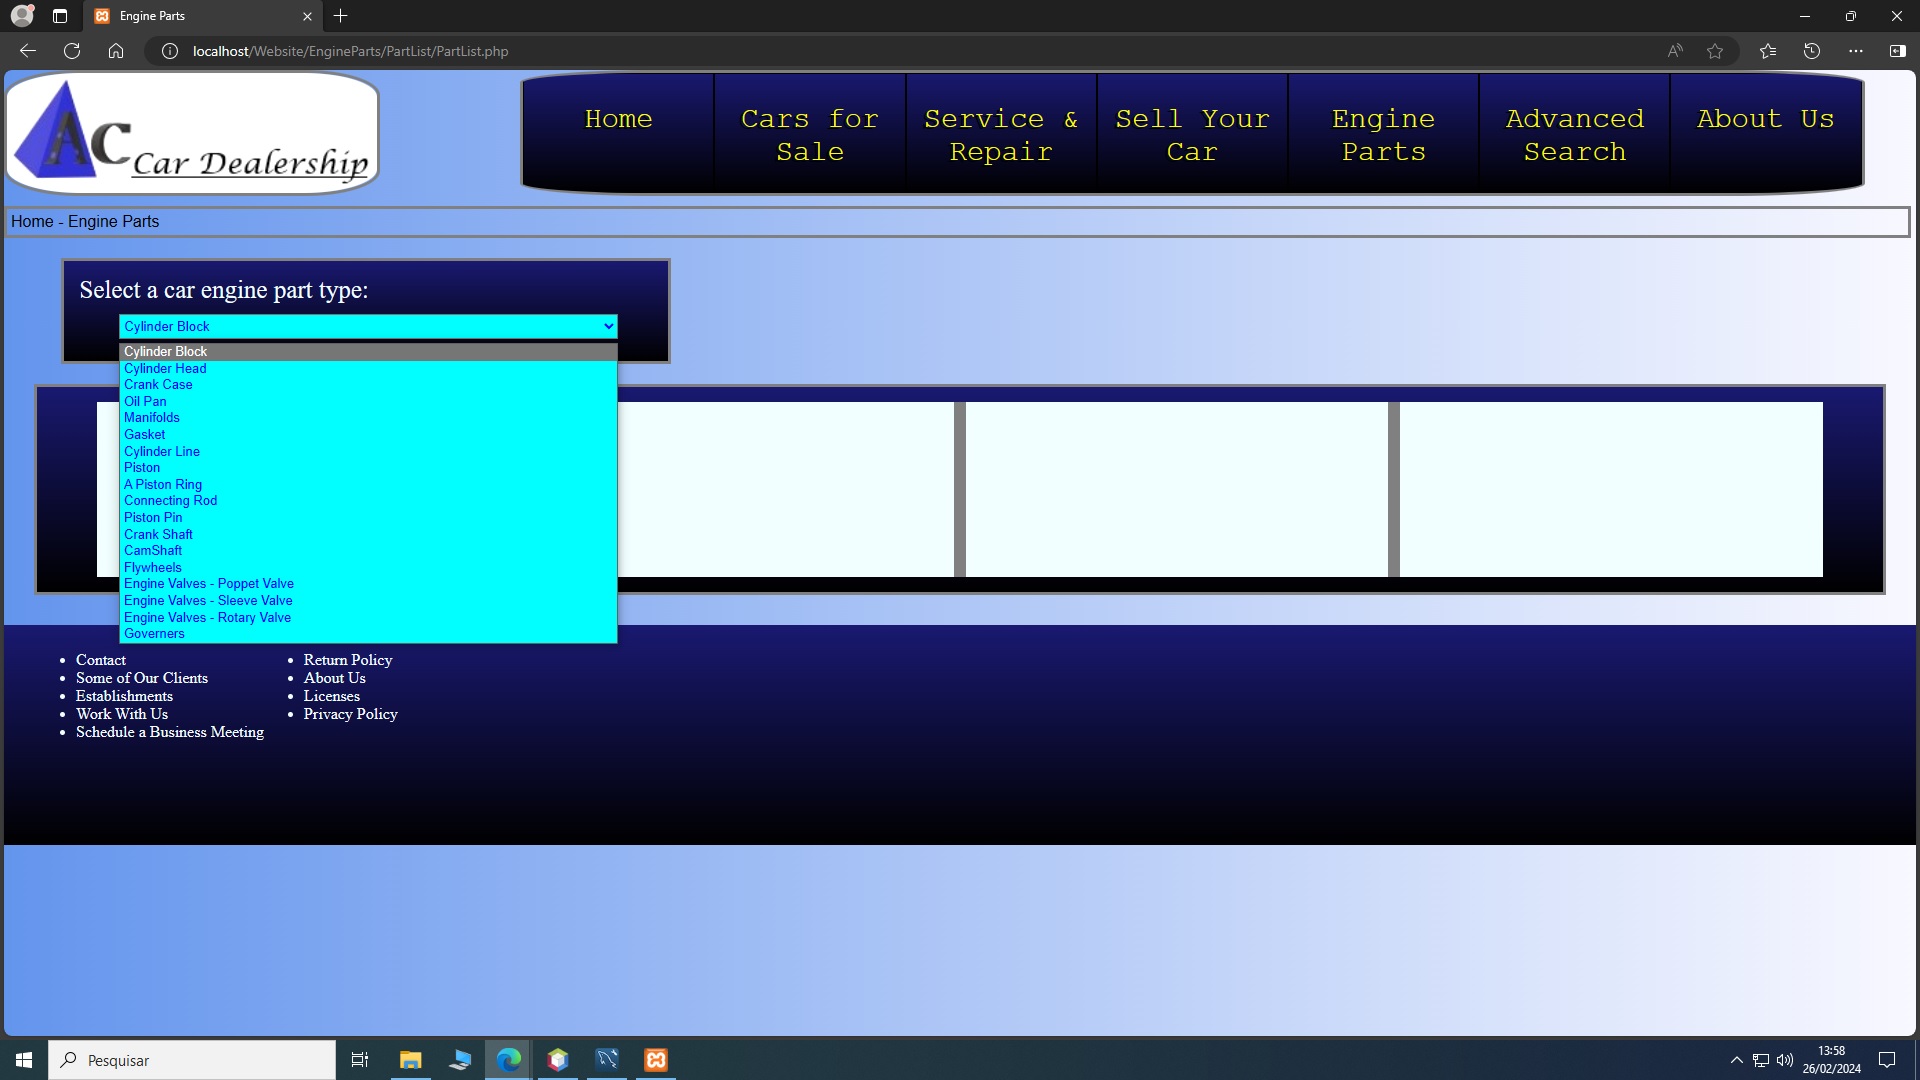 Engine Parts
localhost/Website/EngineParts/PartList/PartList.php
AC Car Dealership
Home
Cars for Sale
Service & Repair
Sell Your Car
Engine Parts
Advanced Search
About Us
Home - Engine Parts
Select a car engine part type:
Cylinder Block
Cylinder Block
Cylinder Head
Crank Case
Oil Pan
Manifolds
Gasket
Cylinder Line
Piston
A Piston Ring
Connecting Rod
Piston Pin
Crank Shaft
CamShaft
Flywheels
Engine Valves - Poppet Valve
Engine Valves - Sleeve Valve
Engine Valves - Rotary Valve
Governers
Contact
Some of Our Clients
Establishments
Work With Us
Schedule a Business Meeting
Return Policy
About Us
Licenses
Privacy Policy
Pesquisar
13:58
26/02/2024